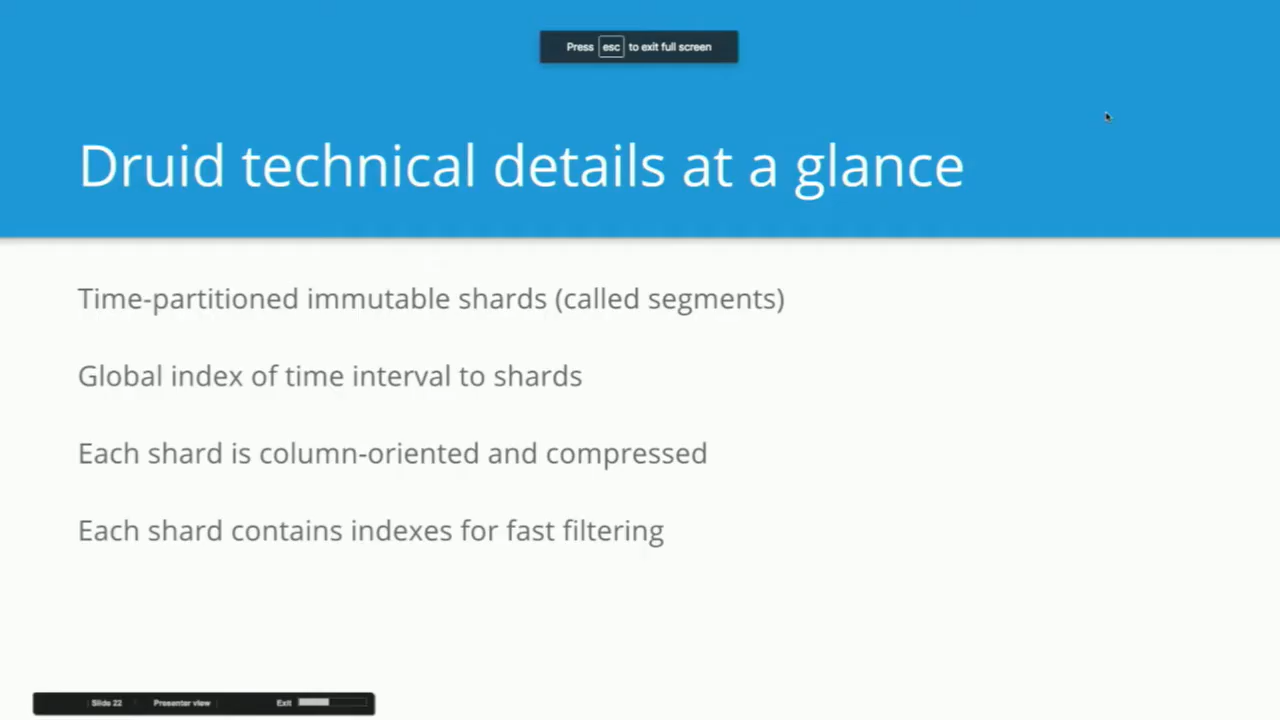 Press esc to exit full screen
Druid technical details at a glance
Time-partitioned immutable shards (called segments)
Global index of time interval to shards
Each shard is column-oriented and compressed
Each shard contains indexes for fast filtering
Slide 22 Presenter view Exit